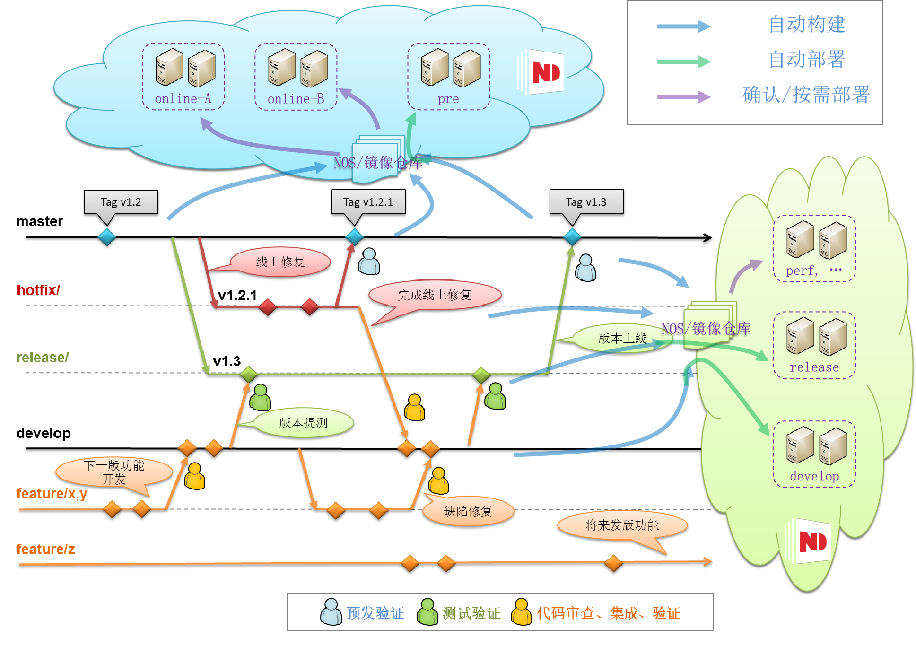 自动构建
自动部署
确认/按需部署
online-A
online-B
pre
ND
NOS/镜像仓库
Tag v1.2
Tag v1.2.1
Tag v1.3
master
线上修复
hotfix/
v1.2.1
完成线上修复
perf, …
NOS/镜像仓库
版本上线
release/
v1.3
release
版本提测
develop
下一版功能
开发
develop
feature/x,y
缺陷修复
将来发版功能
feature/z
ND
预发验证
测试验证
代码审查、集成、验证